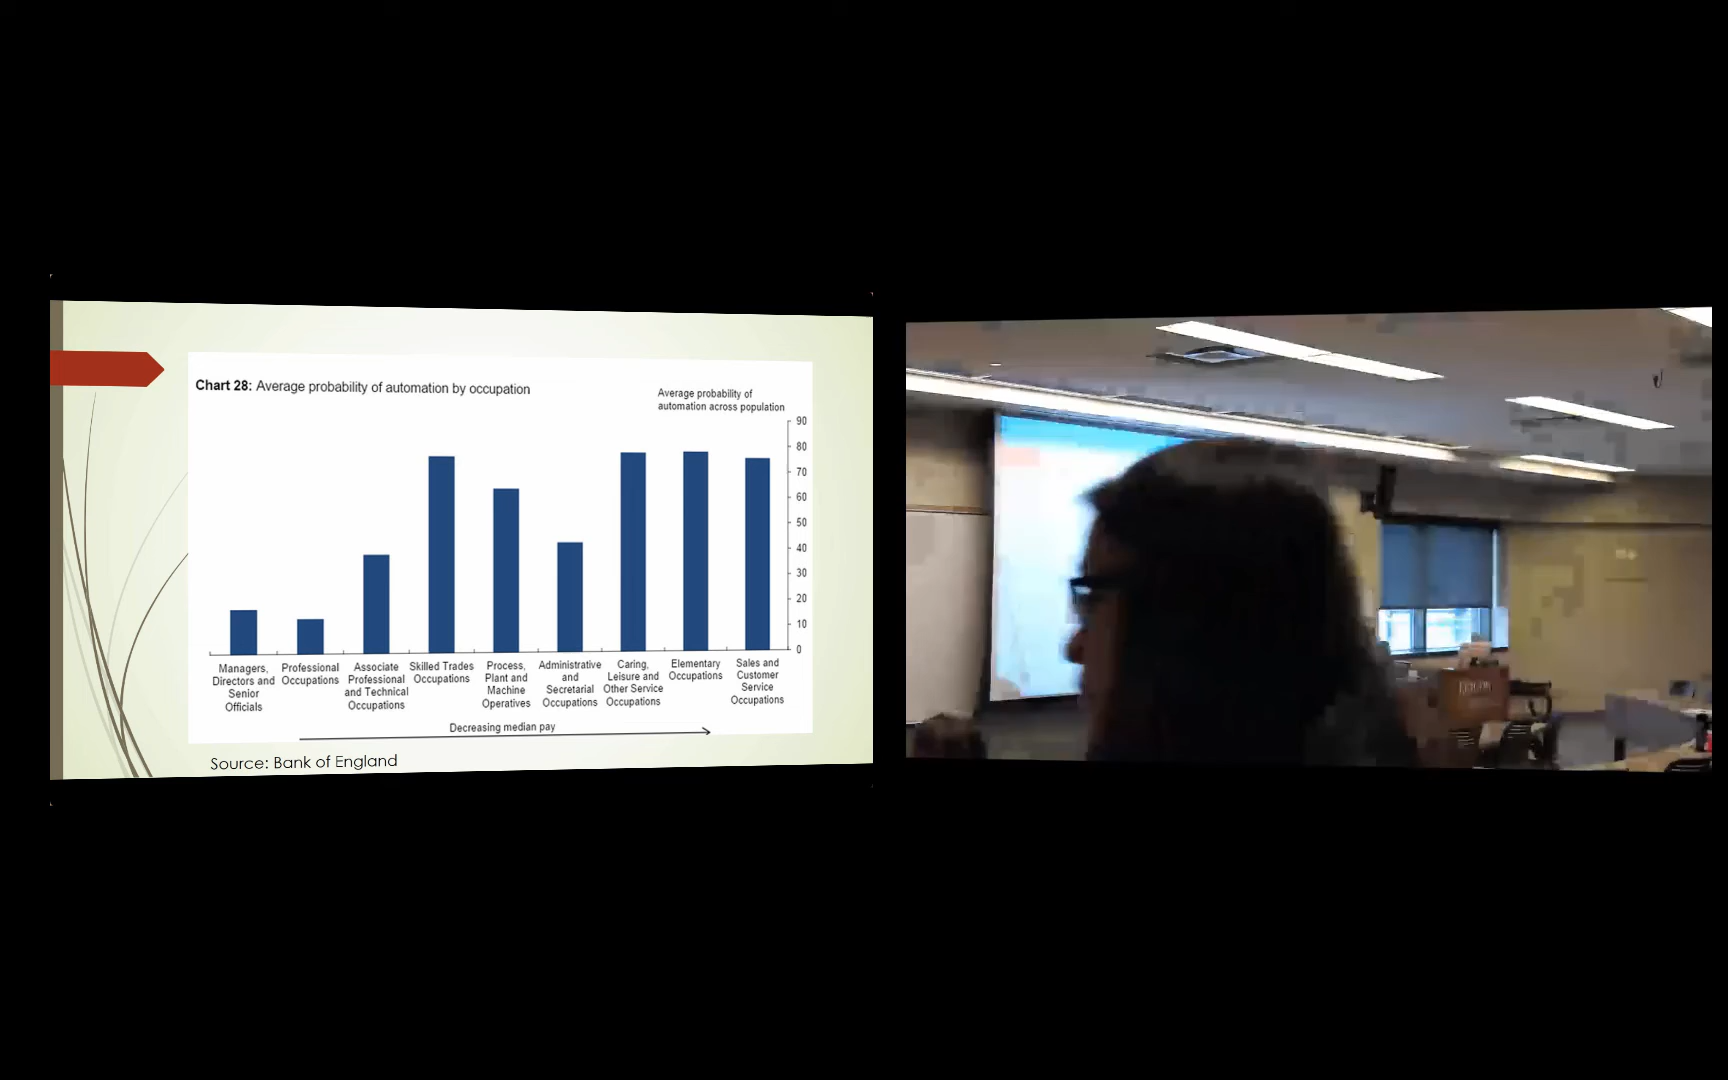 Chart 28: Average probability of automation by occupation
Average probability of
automation across population
90
80
70
60
50
40
30
20
10
0
Managers,
Directors and
Senior
Officials
Professional
Occupations
Associate
Professional
and Technical
Occupations
Skilled Trades
Occupations
Process,
Plant and
Machine
Operatives
Administrative
and
Secretarial
Occupations
Caring,
Leisure and
Other Service
Occupations
Elementary
Occupations
Sales and
Customer
Service
Occupations
Decreasing median pay
Source: Bank of England